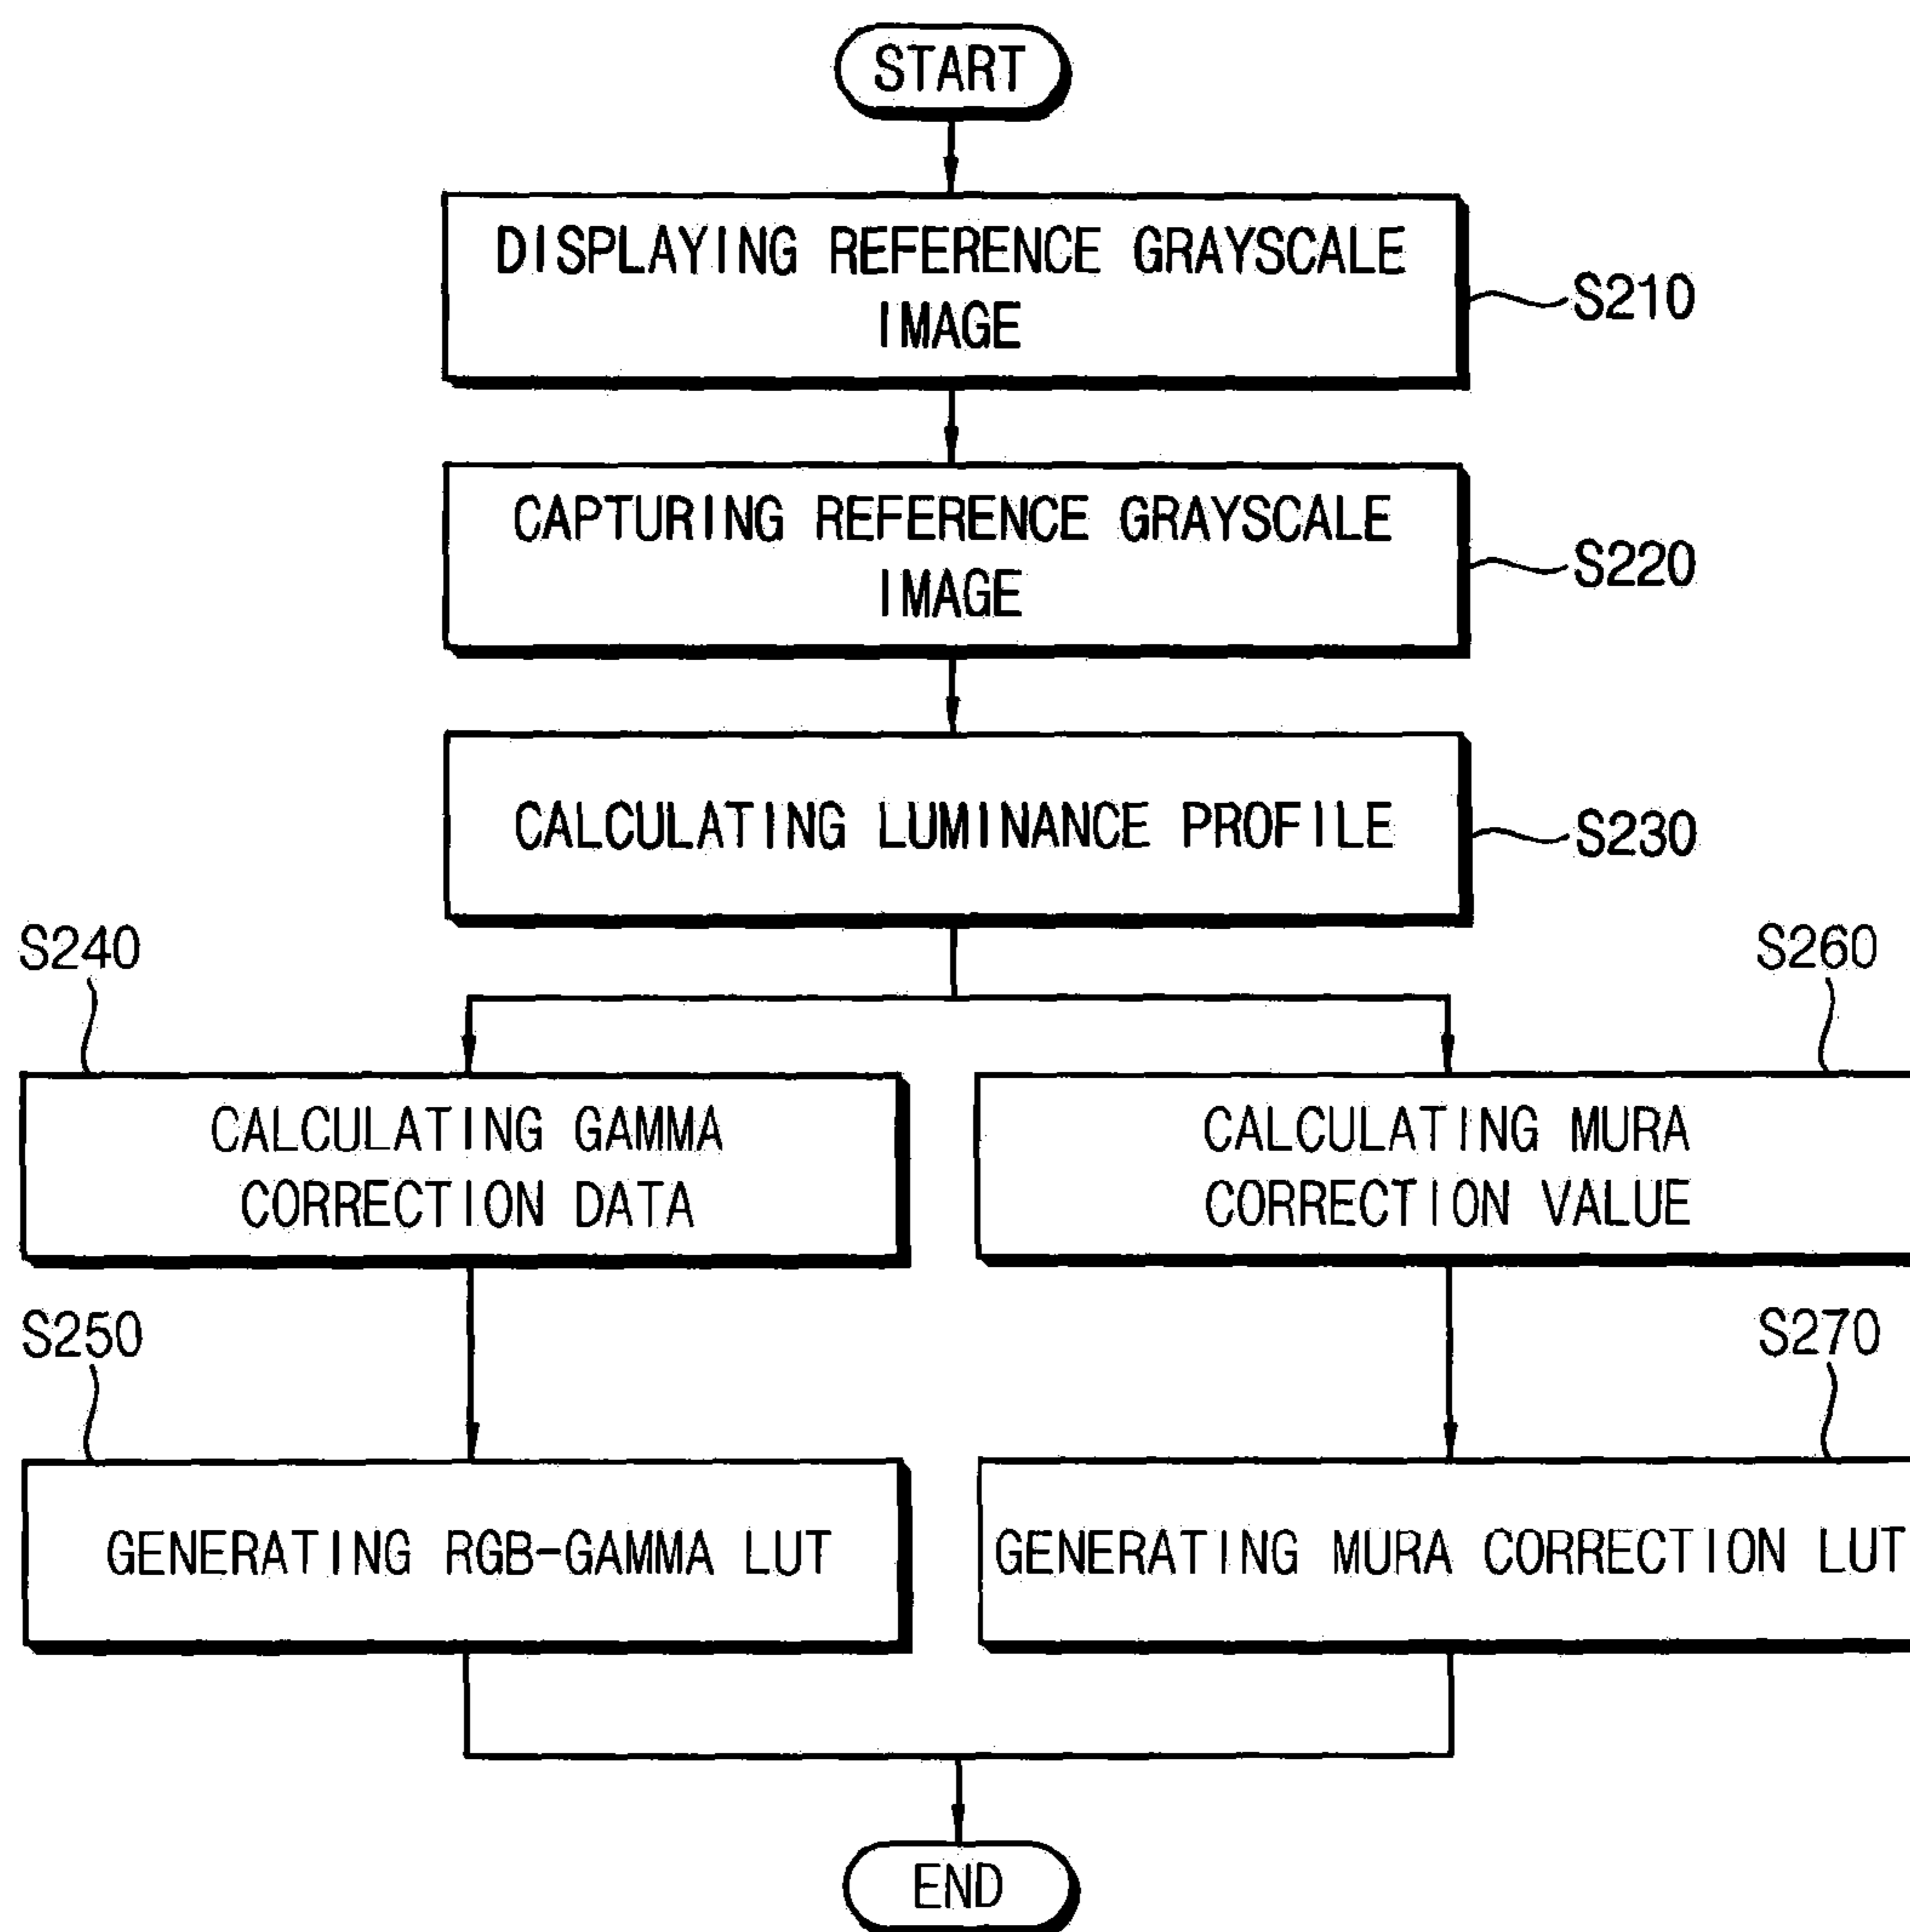 START
DISPLAYING REFERENCE GRAYSCALE
IMAGE
S210
CAPTURING REFERENCE GRAYSCALE
IMAGE
S220
CALCULATING LUMINANCE PROFILE
S230
S240
S260
CALCULATING GAMMA
CORRECTION DATA
CALCULATING MURA
CORRECTION VALUE
S250
S270
GENERATING RGB-GAMMA LUT
GENERATING MURA CORRECTION LUT
END